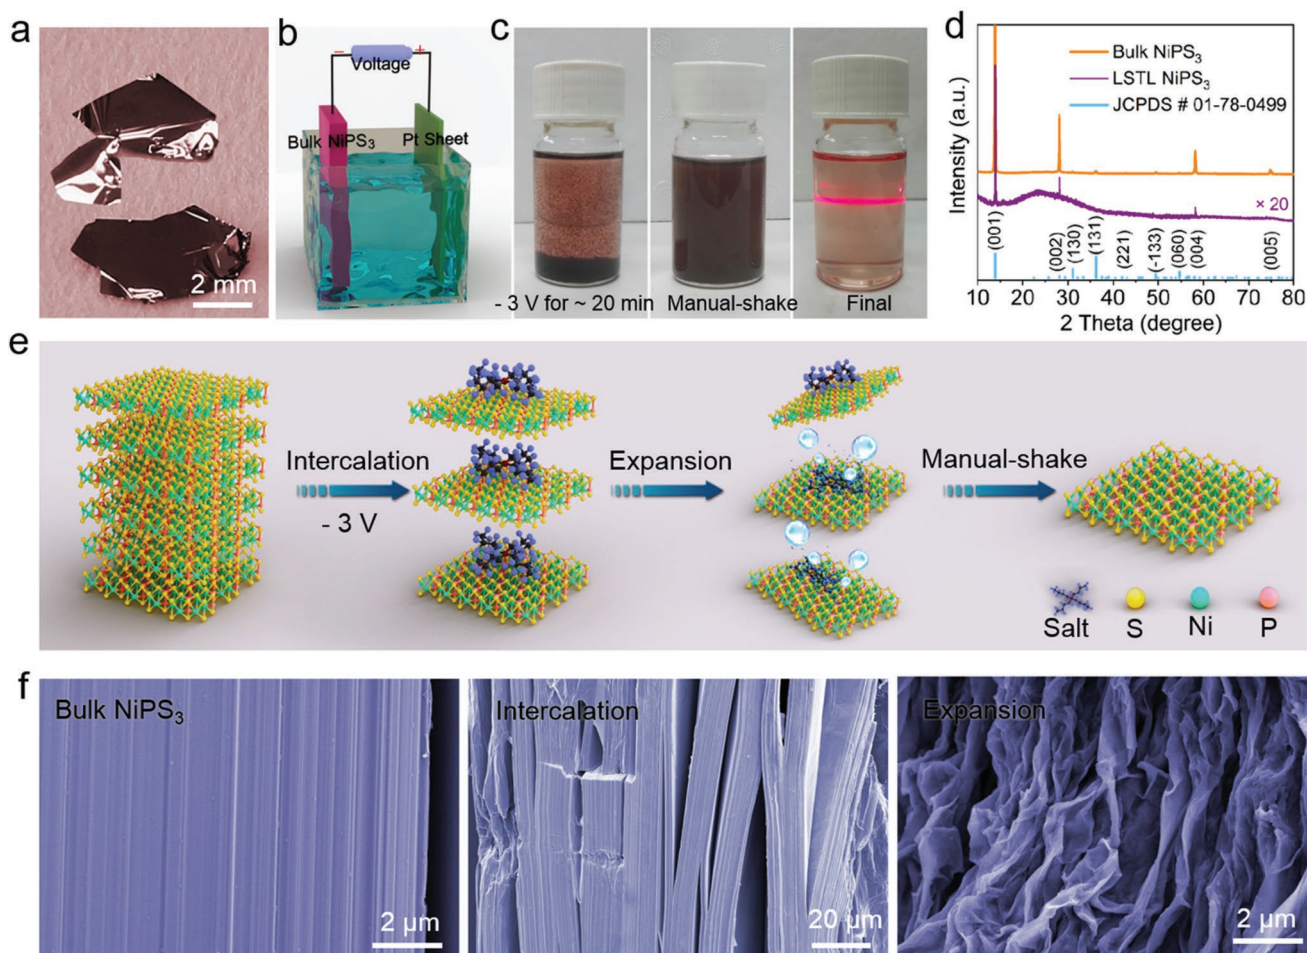 a
2 mm
b
− +
Voltage
Bulk NiPS₃
Pt Sheet
c
- 3 V for ~ 20 min
Manual-shake
Final
d
Bulk NiPS₃
LSTL NiPS₃
JCPDS # 01-78-0499
Intensity (a.u.)
× 20
(001)
(002)
(130)
(131)
(221)
(-133)
(060)
(004)
(005)
10 20 30 40 50 60 70 80
2 Theta (degree)
e
Intercalation
- 3 V
Expansion
Manual-shake
Salt S Ni P
f
Bulk NiPS₃
2 µm
Intercalation
20 µm
Expansion
2 µm